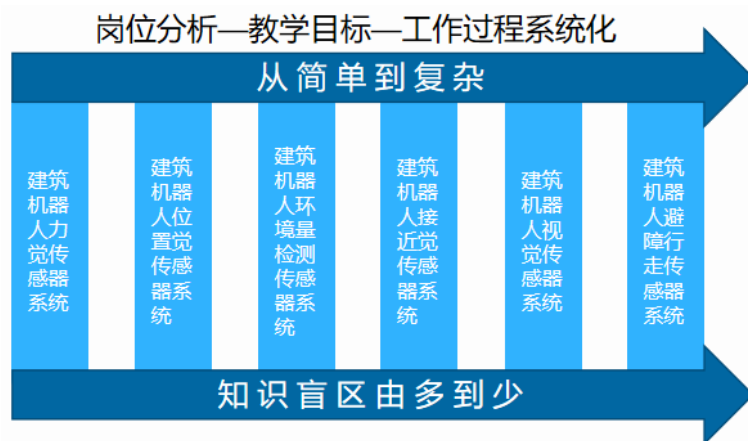 岗位分析—教学目标—工作过程系统化
从简单到复杂
建筑
机器
人力
觉传
感器
系统
建筑
机器
人位
置觉
传感
器系
统
建筑
机器
人环
境量
检测
传感
器系
统
建筑
机器
人接
近觉
传感
器系
统
建筑
机器
人视
觉传
感器
系统
建筑
机器
人避
障行
走传
感器
系统
知识盲区由多到少